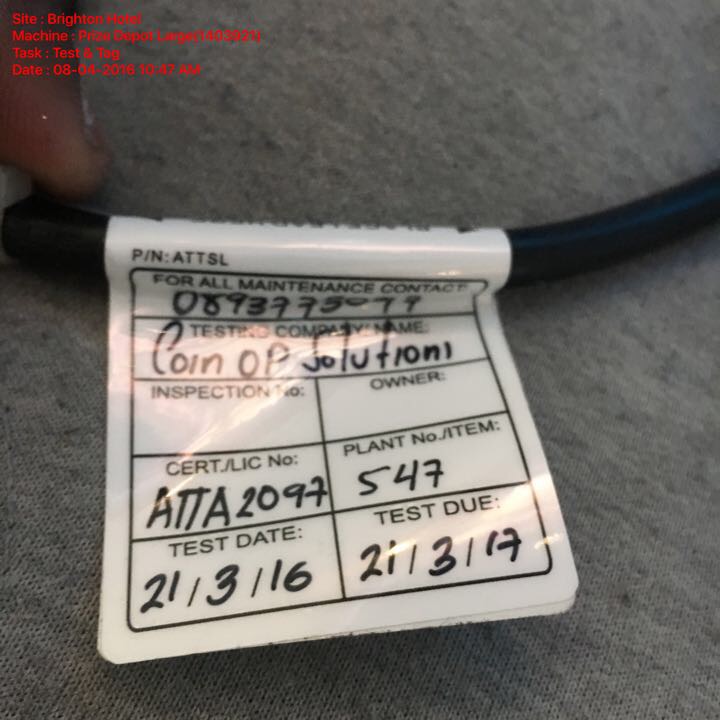 Site : Brighton Hotel
Machine : Prize Depot Large(1403921)
Task : Test & Tag
Date : 08-04-2016 10:47 AM
P/N: ATTSL
FOR ALL MAINTENANCE CONTACT:
0893775077
TESTING COMPANY NAME:
Coin OP Solutions
INSPECTION No: OWNER:
CERT./LIC No: PLANT No./ITEM:
ATTA2097 547
TEST DATE: TEST DUE:
21/3/16 21/3/17